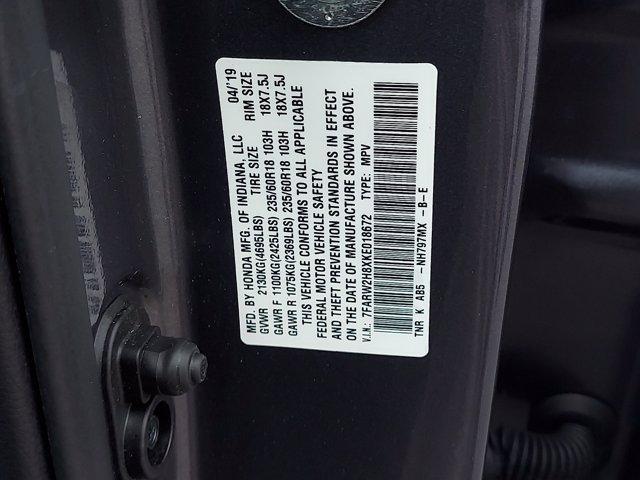 MFD. BY HONDA MFG. OF INDIANA, LLC 04/'19
GVWR 2130KG(4695LBS) TIRE SIZE RIM SIZE
GAWR F 1100KG(2425LBS) 235/60R18 103H 18X7.5J
GAWR R 1075KG(2369LBS) 235/60R18 103H 18X7.5J
THIS VEHICLE CONFORMS TO ALL APPLICABLE
FEDERAL MOTOR VEHICLE SAFETY
AND THEFT PREVENTION STANDARDS IN EFFECT
ON THE DATE OF MANUFACTURE SHOWN ABOVE.
V.I.N.: 7FARW2H8XKE018672 TYPE: MPV
TNR K AB5 -NH797MX -B-E